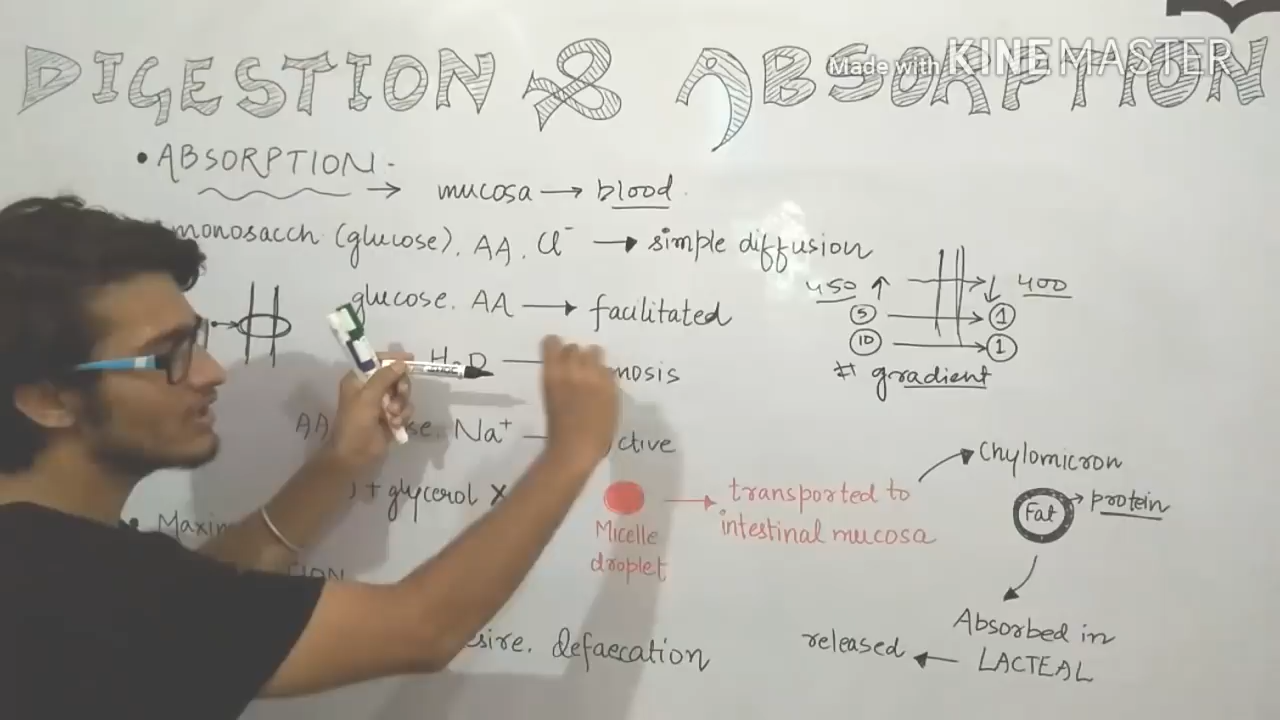 DIGESTION & ABSORPTION
Made with KINEMASTER
• ABSORPTION -
→ mucosa → blood
monosacch (glucose), AA, Cl⁻ → simple diffusion
glucose, AA → facilitated
450 ↑ → ↓ 400
5 → 1
10 → 1
# gradient
Na⁺
+ glycerol X
Micelle
droplet
→ transported to
intestinal mucosa
Chylomicron
Fat → protein
Absorbed in
LACTEAL
released
defaecation